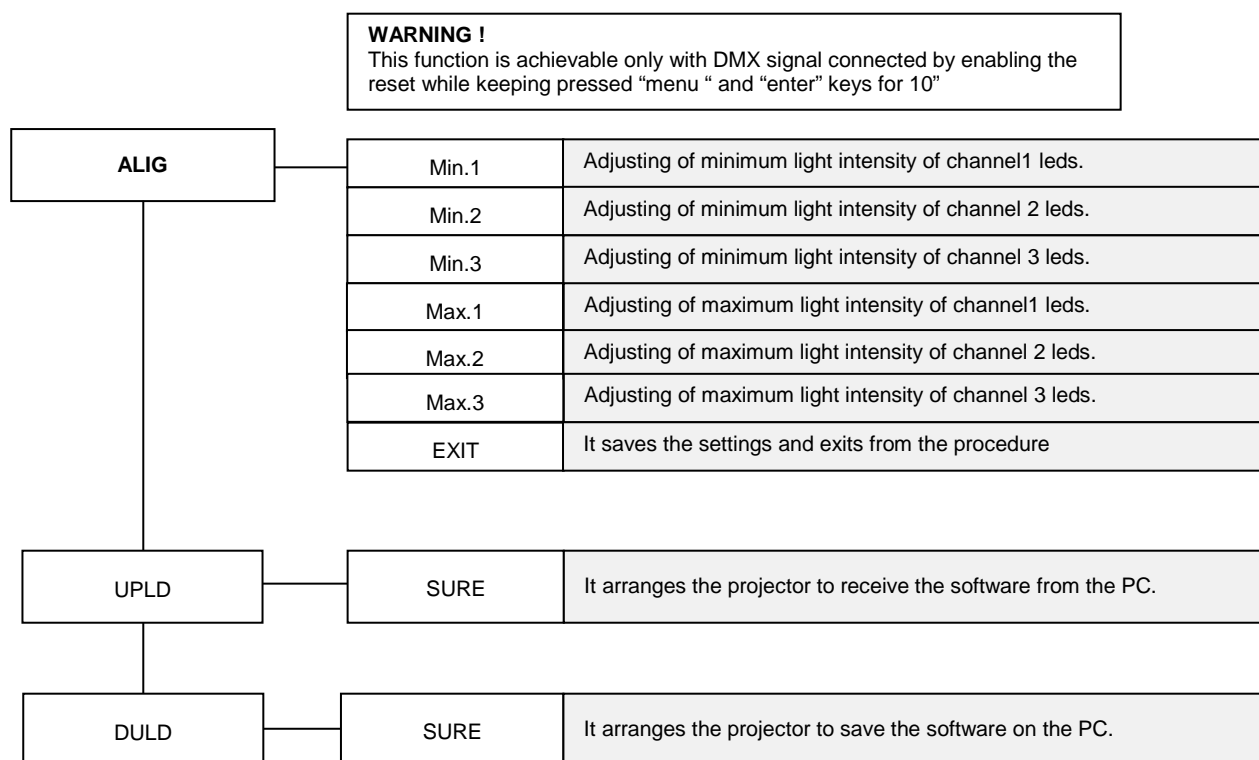 WARNING !
This function is achievable only with DMX signal connected by enabling the
reset while keeping pressed “menu “ and “enter” keys for 10”
ALIG
Min.1 Adjusting of minimum light intensity of channel1 leds.
Min.2 Adjusting of minimum light intensity of channel 2 leds.
Min.3 Adjusting of minimum light intensity of channel 3 leds.
Max.1 Adjusting of maximum light intensity of channel1 leds.
Max.2 Adjusting of maximum light intensity of channel 2 leds.
Max.3 Adjusting of maximum light intensity of channel 3 leds.
EXIT It saves the settings and exits from the procedure
UPLD SURE It arranges the projector to receive the software from the PC.
DULD SURE It arranges the projector to save the software on the PC.